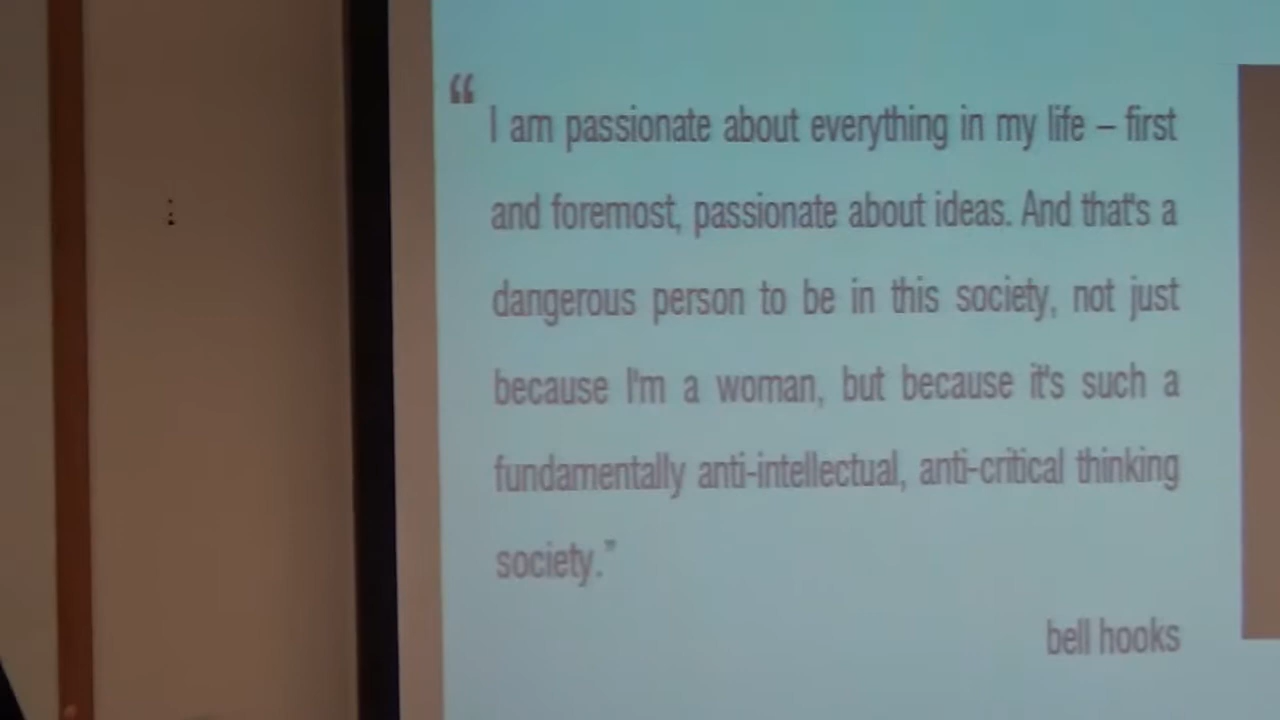 “ I am passionate about everything in my life – first
and foremost, passionate about ideas. And that's a
dangerous person to be in this society, not just
because I'm a woman, but because it's such a
fundamentally anti-intellectual, anti-critical thinking
society.”
bell hooks